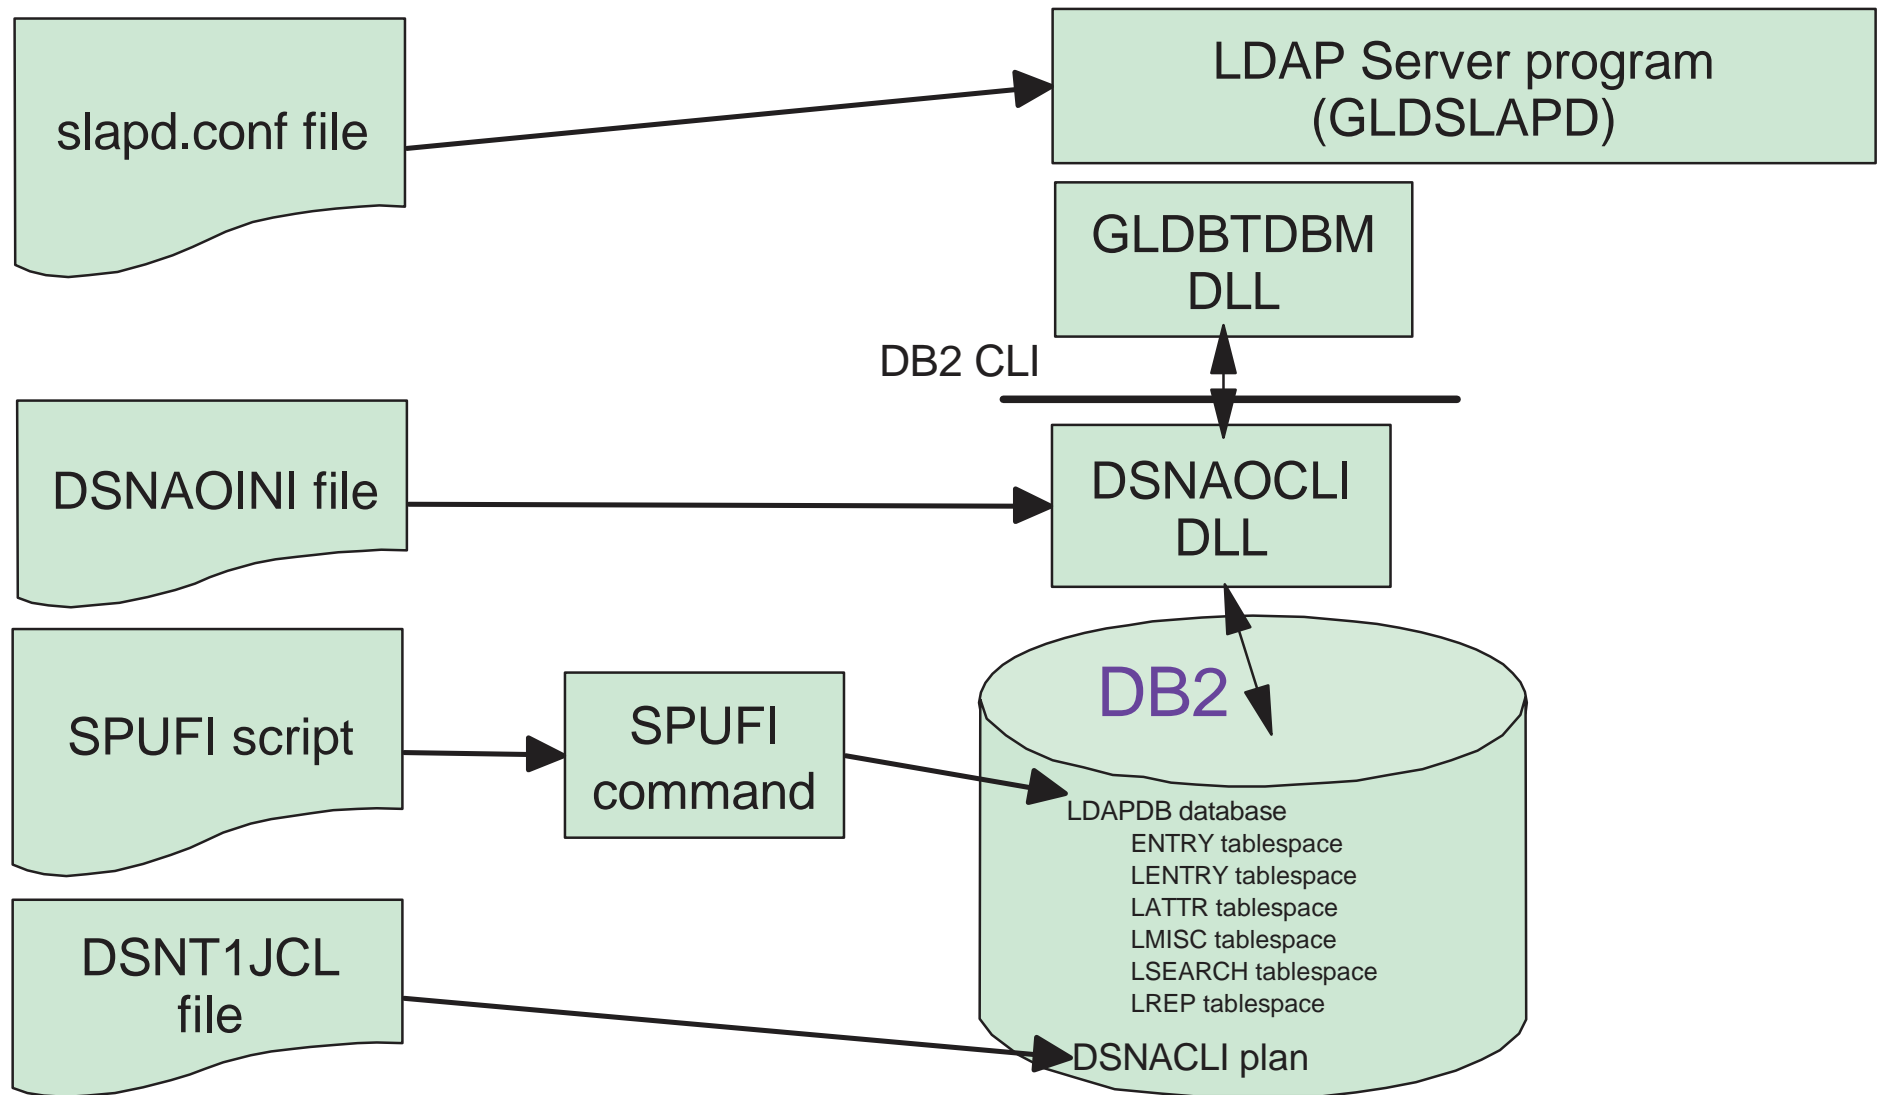 slapd.conf file
LDAP Server program
(GLDSLAPD)
GLDBTDBM
DLL
DB2 CLI
DSNAOINI file
DSNAOCLI
DLL
DB2
SPUFI script
SPUFI
command
LDAPDB database
ENTRY tablespace
LENTRY tablespace
LATTR tablespace
LMISC tablespace
LSEARCH tablespace
LREP tablespace
DSNT1JCL
file
DSNACLI plan